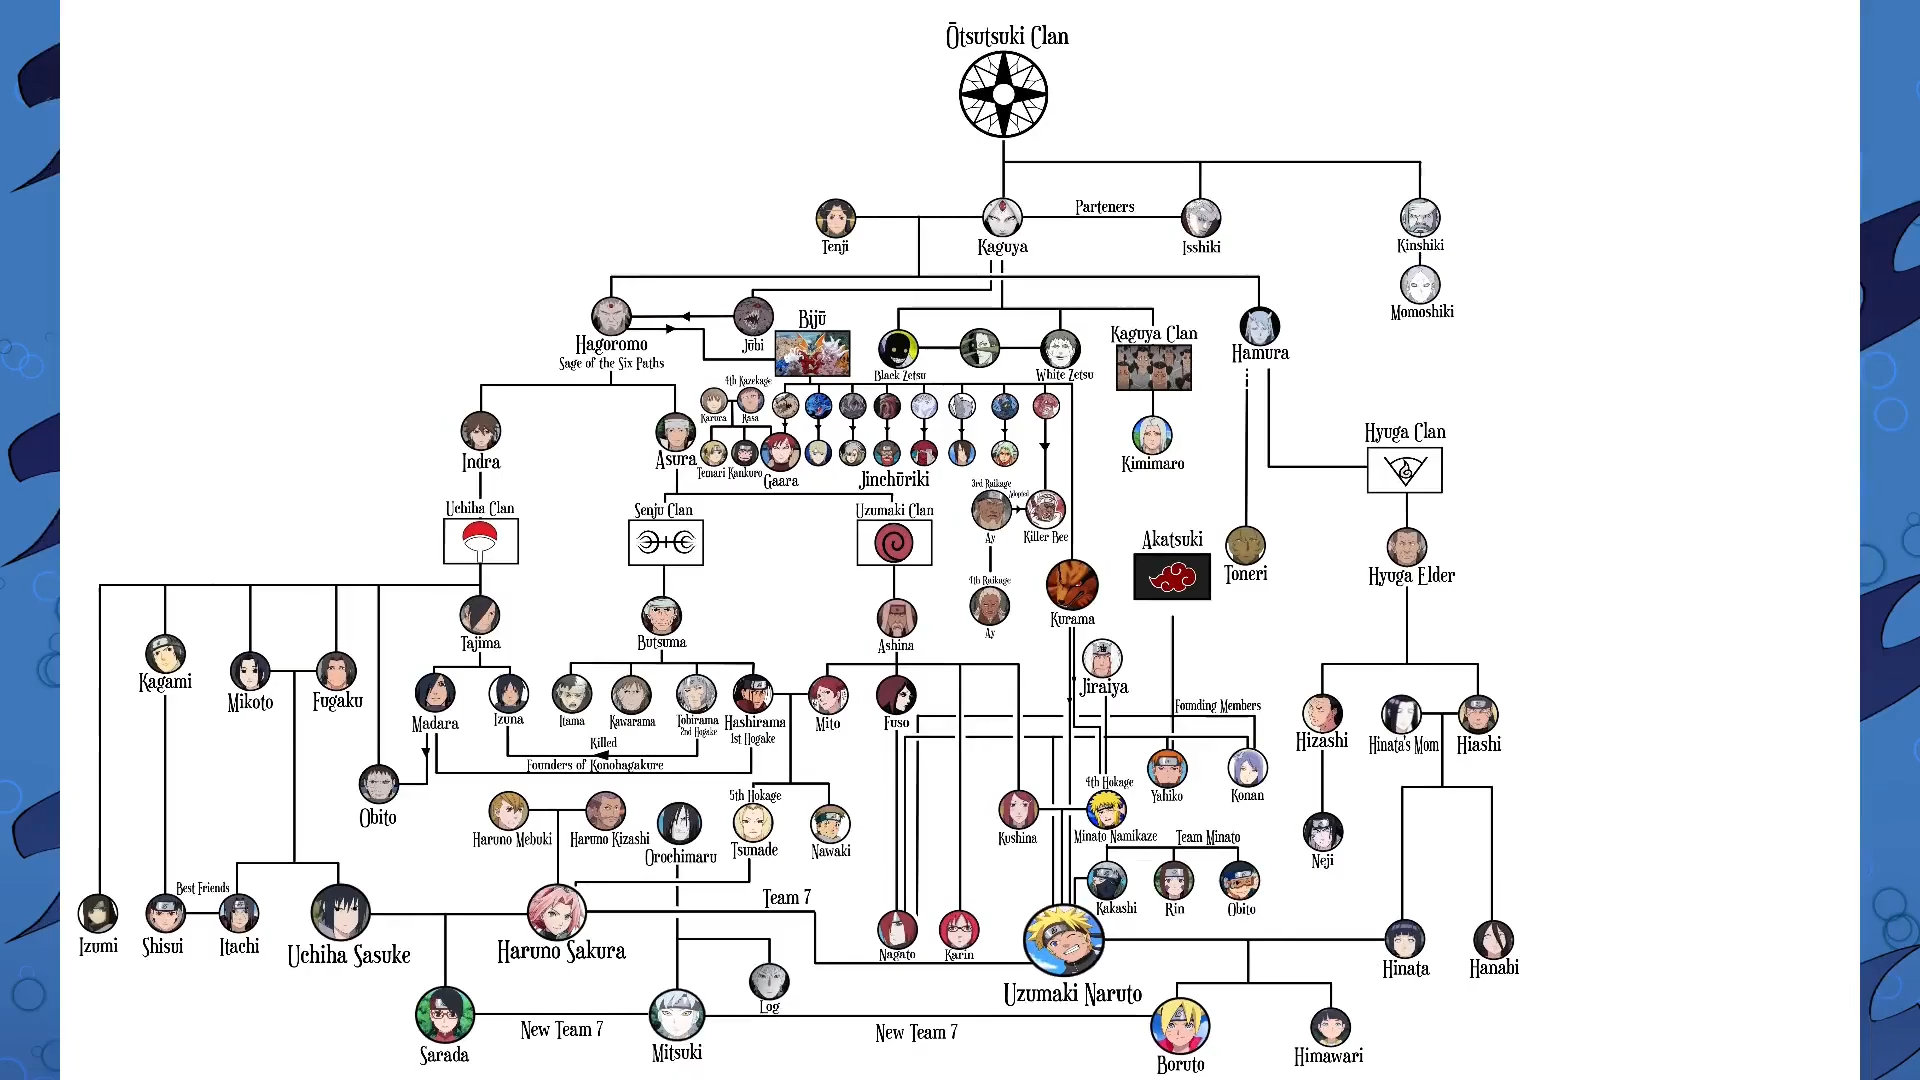 Ōtsutsuki Clan
Parteners
Tenji
Kaguya
Isshiki
Kinshiki
Momoshiki
Hagoromo
Sage of the Six Paths
Jūbi
Bijū
Black Zetsu
White Zetsu
Kaguya Clan
Hamura
4th Kazekage
Karura
Rasa
Indra
Asura
Temari
Kankuro
Gaara
Jinchūriki
Kimimaro
Hyuga Clan
Uchiha Clan
Senju Clan
Uzumaki Clan
3rd Raikage
Adopted
Ay
Killer Bee
Akatsuki
Toneri
Hyuga Elder
4th Raikage
Ay
Kurama
Tajima
Butsuma
Ashina
Kagami
Mikoto
Fugaku
Jiraiya
Madara
Izuna
Itama
Kawarama
Tobirama
2nd Hogake
Hashirama
1st Hogake
Mito
Fuso
Founding Members
Hizashi
Hinata's Mom
Hiashi
Killed
Founders of Konohagakure
Obito
5th Hokage
4th Hokage
Yahiko
Konan
Haruno Mebuki
Haruno Kizashi
Orochimaru
Tsunade
Nawaki
Kushina
Minato Namikaze
Team Minato
Neji
Kakashi
Rin
Obito
Best Friends
Team 7
Izumi
Shisui
Itachi
Uchiha Sasuke
Haruno Sakura
Nagato
Karin
Uzumaki Naruto
Hinata
Hanabi
Log
Sarada
New Team 7
Mitsuki
New Team 7
Boruto
Himawari